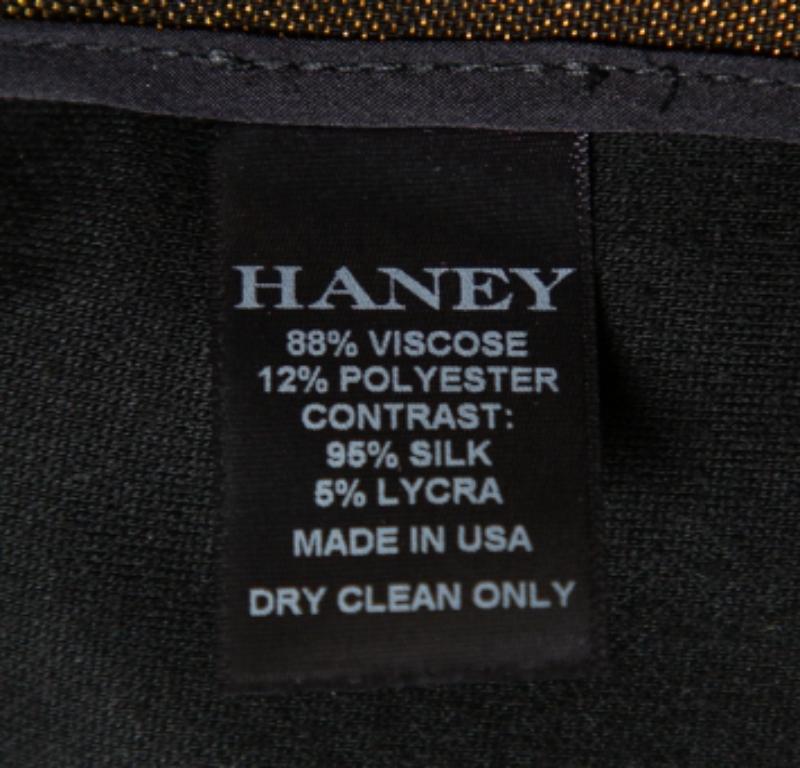 HANEY
88% VISCOSE
12% POLYESTER
CONTRAST:
95% SILK
5% LYCRA
MADE IN USA
DRY CLEAN ONLY